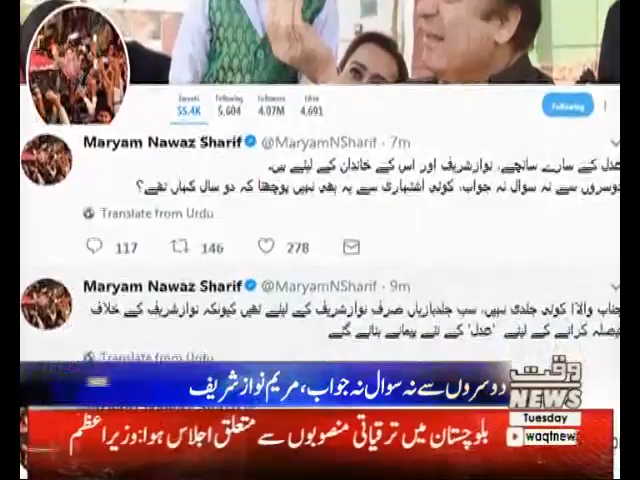 Tweets Following Followers Likes
55.4K 5,604 4.07M 4,691
Following
Maryam Nawaz Sharif @MaryamNSharif · 7m
عدل کے سارے سانچے، نوازشریف اور اس کے خاندان کے لیئے ہیں۔
دوسروں سے نہ سوال نہ جواب، کوئی اشتہاری سے یہ بھی نہیں پوچھتا کہ دو سال کہاں تھے؟
Translate from Urdu
117 146 278
Maryam Nawaz Sharif @MaryamNSharif · 9m
جناب والا! کوئی جلدی نہیں، سب جلدبازیاں صرف نوازشریف کے لیئے تھیں کیونکہ نوازشریف کے خلاف
فیصلہ کرانے کے لیئے 'عدل' کے نئے پیمانے بنائے گئے
Translate from Urdu
دوسروں سے نہ سوال نہ جواب، مریم نواز شریف
وقت
NEWS
Tuesday
waqtnews
بلوچستان میں ترقیاتی منصوبوں سے متعلق اجلاس ہوا: وزیراعظم